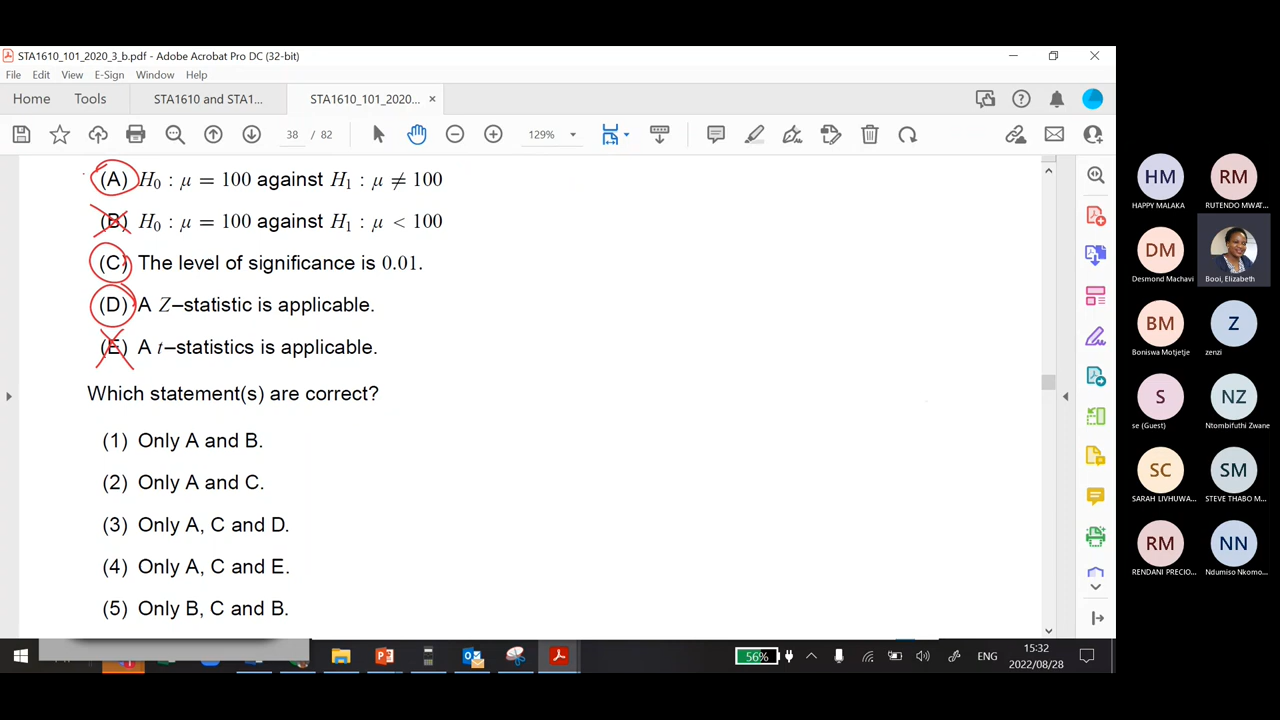 STA1610_101_2020_3_b.pdf - Adobe Acrobat Pro DC (32-bit)
File Edit View E-Sign Window Help
Home Tools STA1610 and STA1... STA1610_101_2020... ×
38 / 82 129%
(A) H₀ : μ = 100 against H₁ : μ ≠ 100
(B) H₀ : μ = 100 against H₁ : μ < 100
(C) The level of significance is 0.01.
(D) A Z–statistic is applicable.
(E) A t–statistics is applicable.
Which statement(s) are correct?
(1) Only A and B.
(2) Only A and C.
(3) Only A, C and D.
(4) Only A, C and E.
(5) Only B, C and B.
HM RM
HAPPY MALAKA RUTENDO MWAT...
DM
Desmond Machavi Booi, Elizabeth
BM Z
Boniswa Motjetje zenzi
S NZ
se (Guest) Ntombifuthi Zwane
SC SM
SARAH LIVHUWA... STEVE THABO M...
RM NN
RENDANI PRECIO... Ndumiso Nkomo...
56% ENG 15:32
2022/08/28